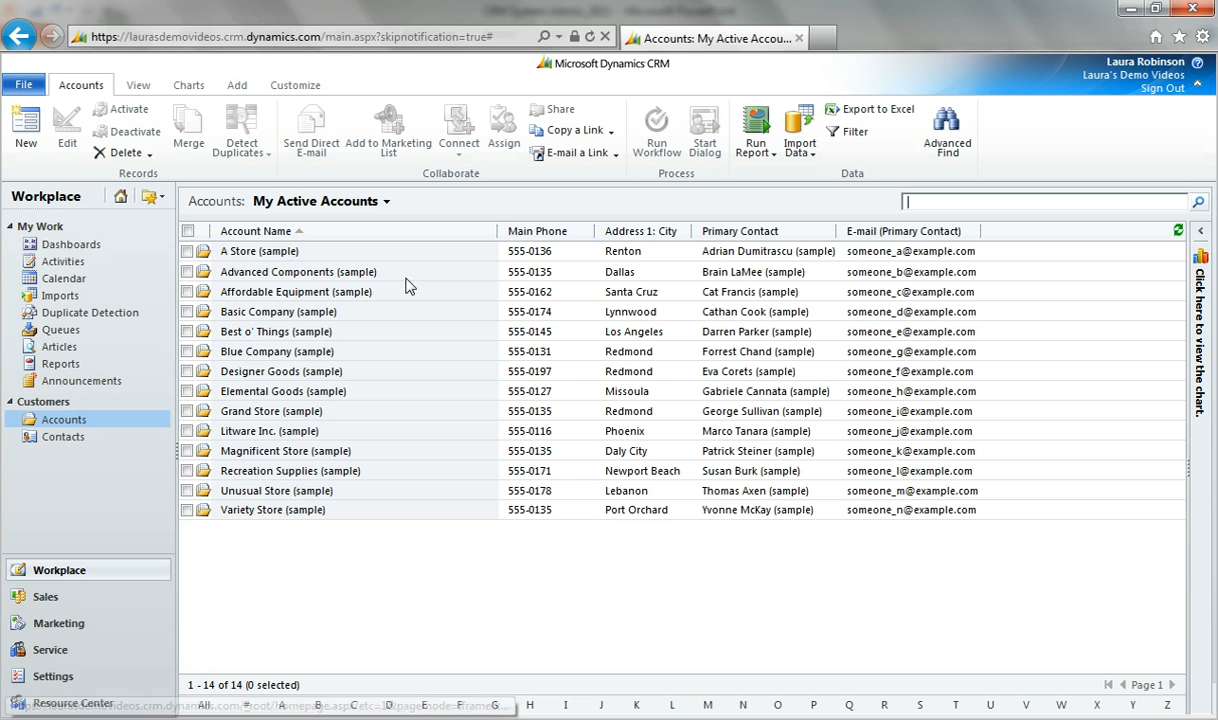 https://laurasdemovideos.crm.dynamics.com/main.aspx?skipnotification=true#
Accounts: My Active Accou...
Microsoft Dynamics CRM
Laura Robinson
Laura's Demo Videos
Sign Out
File Accounts View Charts Add Customize
New
Edit
Activate
Deactivate
Delete
Merge
Detect Duplicates
Records
Send Direct E-mail
Add to Marketing List
Connect
Assign
Share
Copy a Link
E-mail a Link
Collaborate
Run Workflow
Start Dialog
Process
Run Report
Import Data
Export to Excel
Filter
Advanced Find
Data
Workplace
My Work
Dashboards
Activities
Calendar
Imports
Duplicate Detection
Queues
Articles
Reports
Announcements
Customers
Accounts
Contacts
Workplace
Sales
Marketing
Service
Settings
Resource Center
Accounts: My Active Accounts
Account Name Main Phone Address 1: City Primary Contact E-mail (Primary Contact)
A Store (sample) 555-0136 Renton Adrian Dumitrascu (sample) someone_a@example.com
Advanced Components (sample) 555-0135 Dallas Brain LaMee (sample) someone_b@example.com
Affordable Equipment (sample) 555-0162 Santa Cruz Cat Francis (sample) someone_c@example.com
Basic Company (sample) 555-0174 Lynnwood Cathan Cook (sample) someone_d@example.com
Best o' Things (sample) 555-0145 Los Angeles Darren Parker (sample) someone_e@example.com
Blue Company (sample) 555-0131 Redmond Forrest Chand (sample) someone_g@example.com
Designer Goods (sample) 555-0197 Redmond Eva Corets (sample) someone_f@example.com
Elemental Goods (sample) 555-0127 Missoula Gabriele Cannata (sample) someone_h@example.com
Grand Store (sample) 555-0135 Redmond George Sullivan (sample) someone_i@example.com
Litware Inc. (sample) 555-0116 Phoenix Marco Tanara (sample) someone_j@example.com
Magnificent Store (sample) 555-0135 Daly City Patrick Steiner (sample) someone_k@example.com
Recreation Supplies (sample) 555-0171 Newport Beach Susan Burk (sample) someone_l@example.com
Unusual Store (sample) 555-0178 Lebanon Thomas Axen (sample) someone_m@example.com
Variety Store (sample) 555-0135 Port Orchard Yvonne McKay (sample) someone_n@example.com
Click here to view the chart.
1 - 14 of 14 (0 selected)
Page 1
All # A B C D E F G H I J K L M N O P Q R S T U V W X Y Z